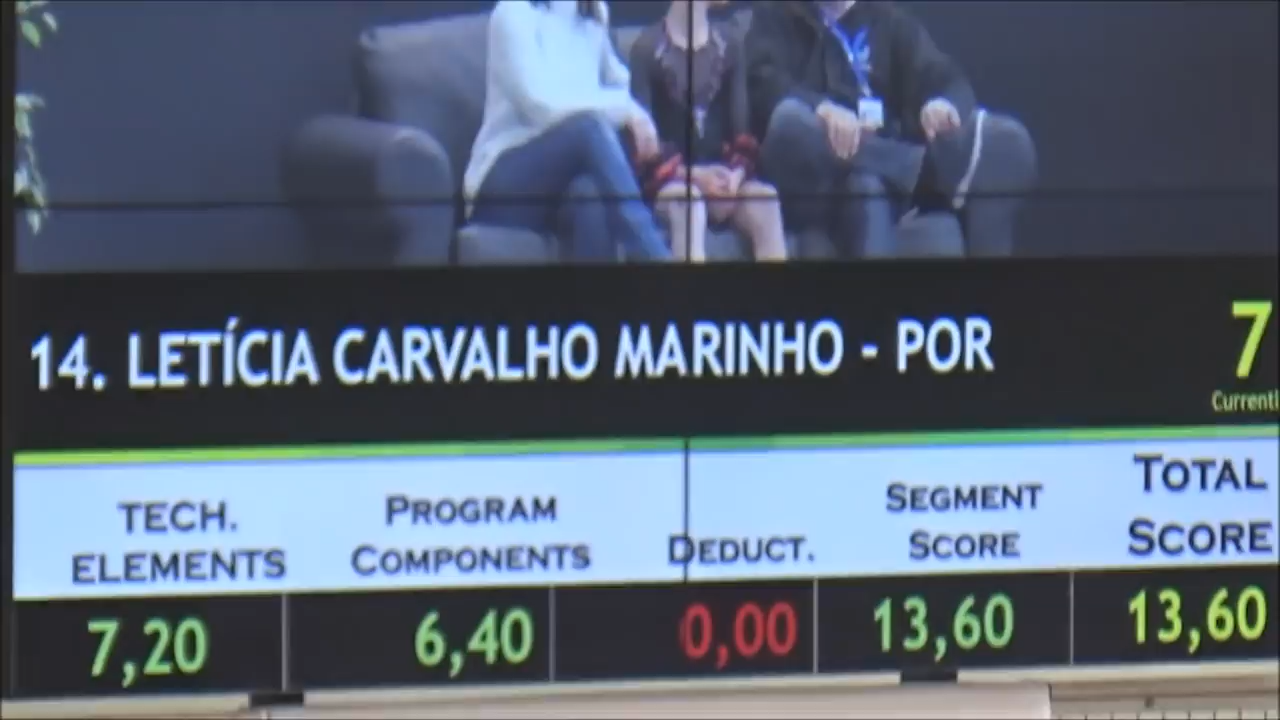 14. LETÍCIA CARVALHO MARINHO - POR 7
TECH. ELEMENTS
PROGRAM COMPONENTS
DEDUCT.
SEGMENT SCORE
TOTAL SCORE
7,20 6,40 0,00 13,60 13,60